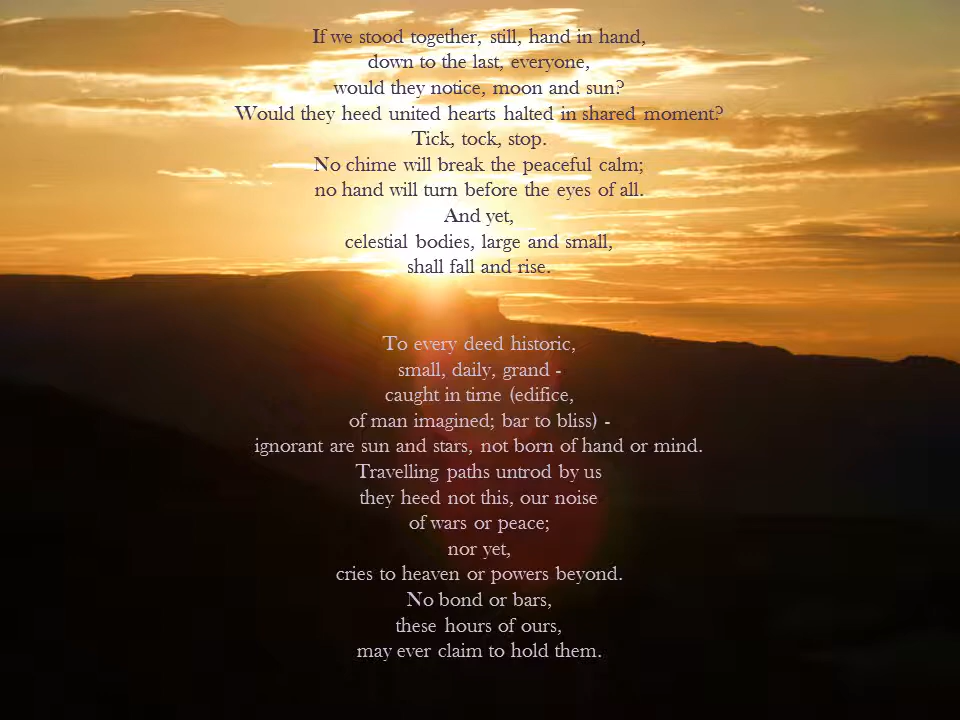 If we stood together, still, hand in hand,
down to the last, everyone,
would they notice, moon and sun?
Would they heed united hearts halted in shared moment?
Tick, tock, stop.
No chime will break the peaceful calm;
no hand will turn before the eyes of all.
And yet,
celestial bodies, large and small,
shall fall and rise.
To every deed historic,
small, daily, grand -
caught in time (edifice,
of man imagined; bar to bliss) -
ignorant are sun and stars, not born of hand or mind.
Travelling paths untrod by us
they heed not this, our noise
of wars or peace;
nor yet,
cries to heaven or powers beyond.
No bond or bars,
these hours of ours,
may ever claim to hold them.